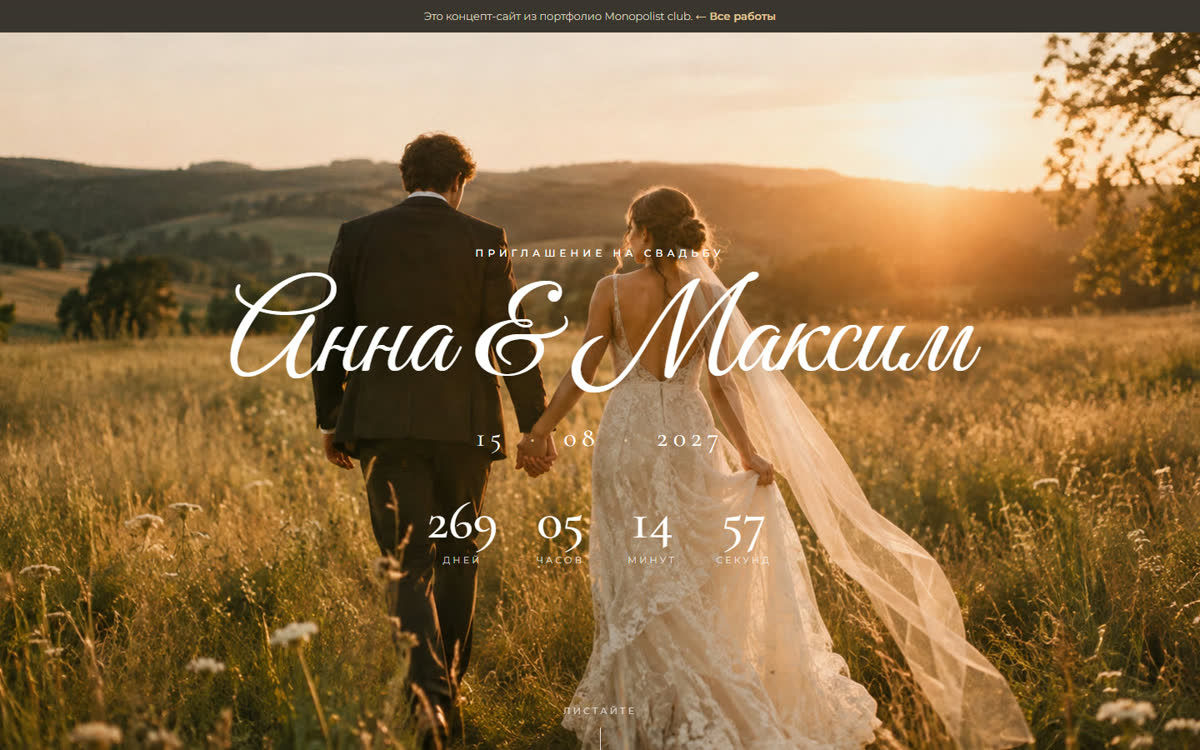 Это концепт-сайт из портфолио Monopolist club. ← Все работы
ПРИГЛАШЕНИЕ НА СВАДЬБУ
Анна & Максим
15 · 08 · 2027
269 05 14 57
ДНЕЙ ЧАСОВ МИНУТ СЕКУНД
ЛИСТАЙТЕ